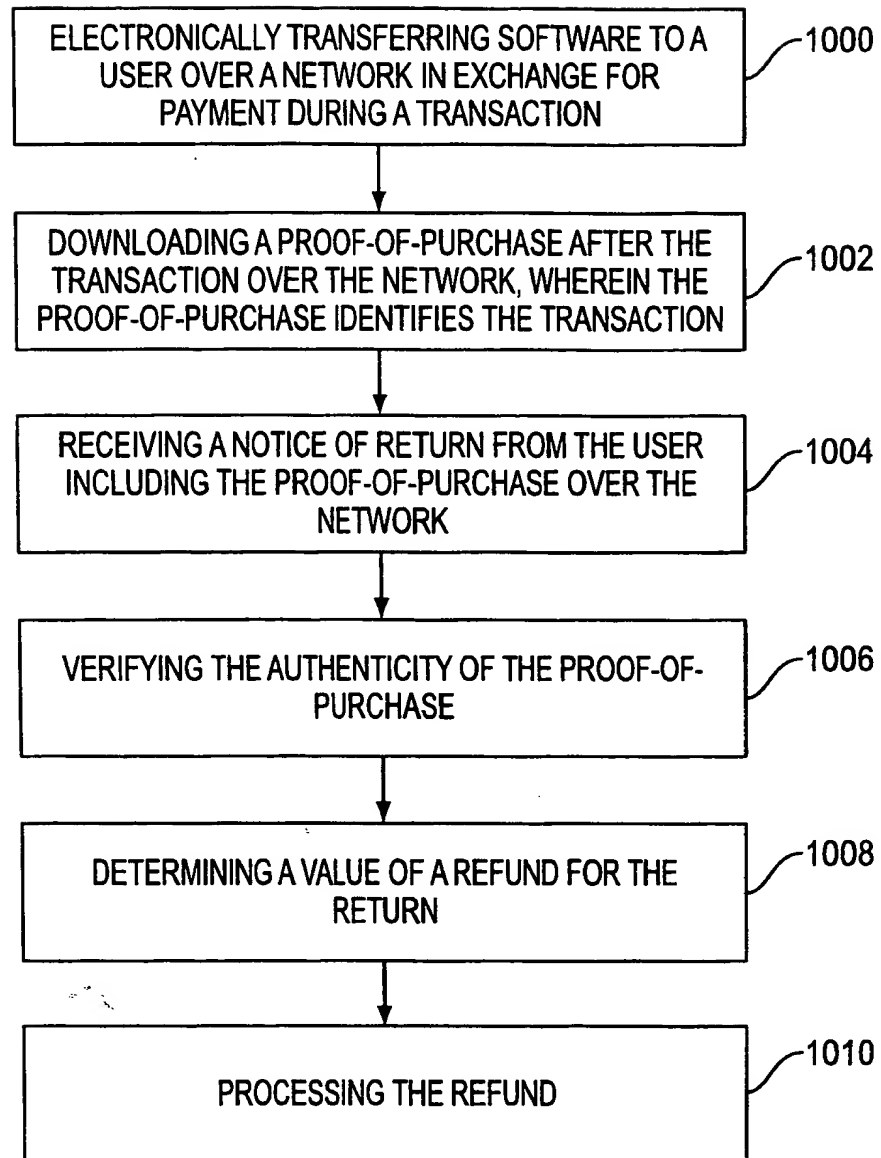 ELECTRONICALLY TRANSFERRING SOFTWARE TO A
USER OVER A NETWORK IN EXCHANGE FOR
PAYMENT DURING A TRANSACTION
1000
DOWNLOADING A PROOF-OF-PURCHASE AFTER THE
TRANSACTION OVER THE NETWORK, WHEREIN THE
PROOF-OF-PURCHASE IDENTIFIES THE TRANSACTION
1002
RECEIVING A NOTICE OF RETURN FROM THE USER
INCLUDING THE PROOF-OF-PURCHASE OVER THE
NETWORK
1004
VERIFYING THE AUTHENTICITY OF THE PROOF-OF-
PURCHASE
1006
DETERMINING A VALUE OF A REFUND FOR THE
RETURN
1008
PROCESSING THE REFUND
1010